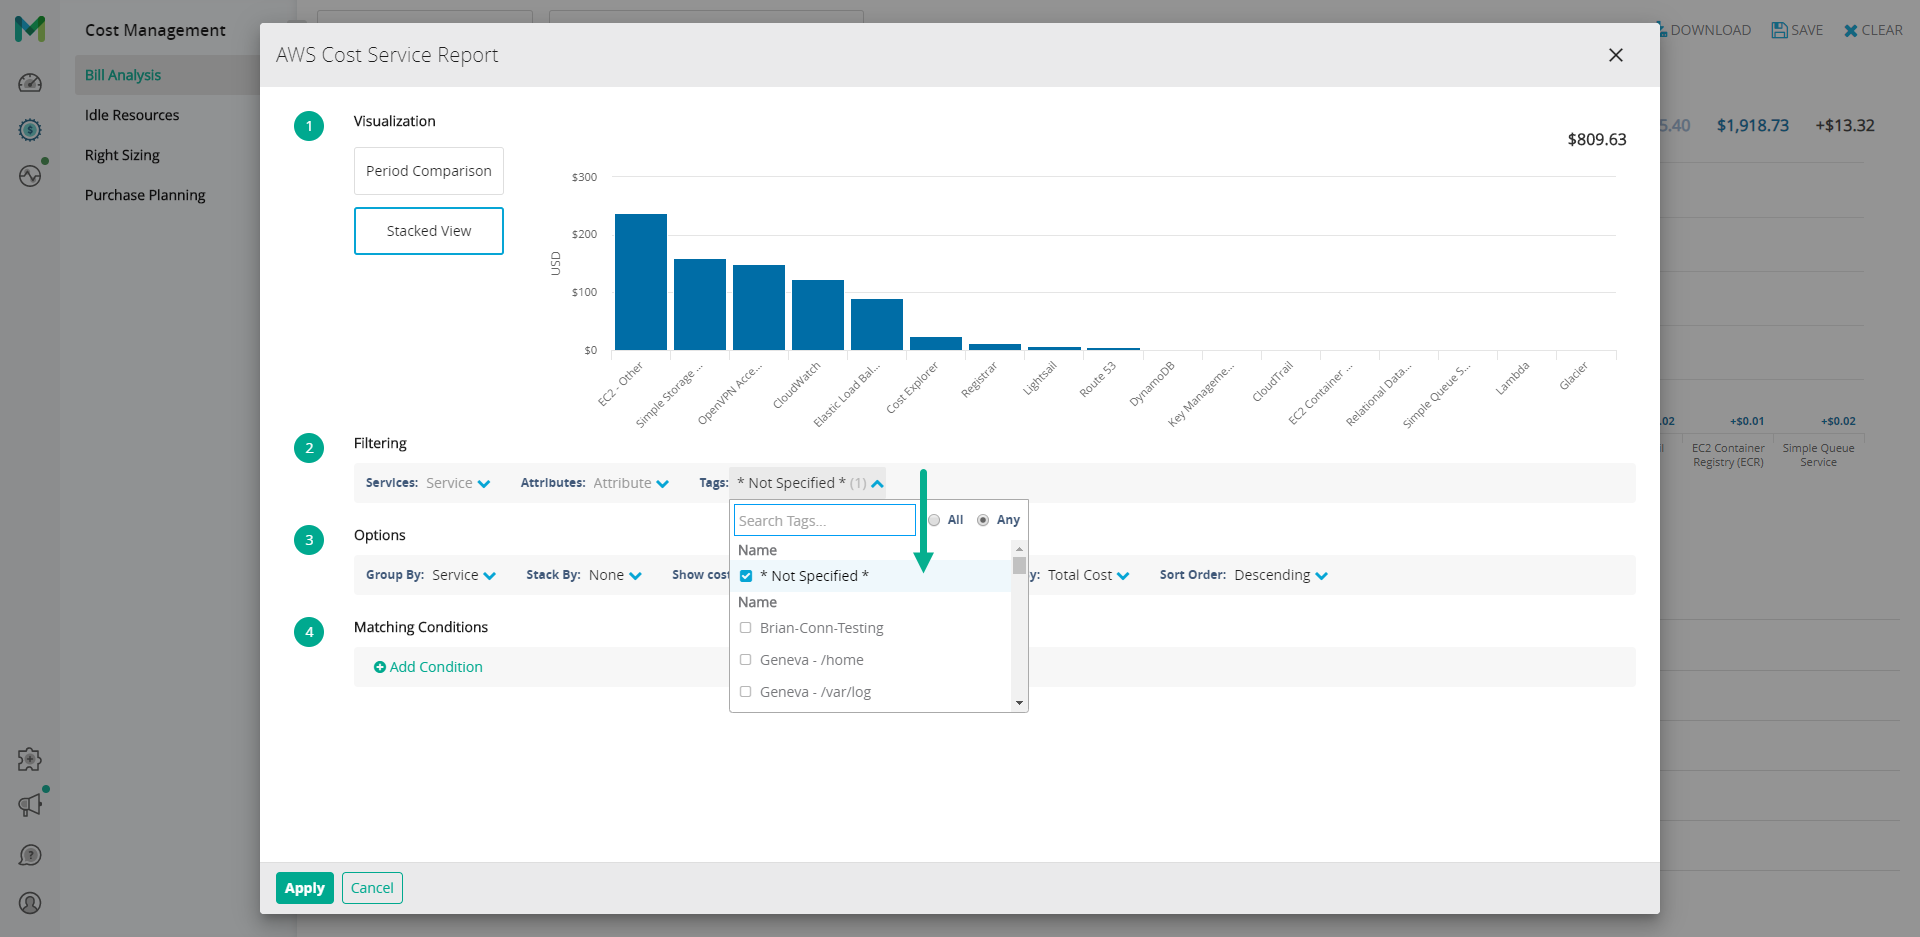 Cost Management
Bill Analysis
Idle Resources
Right Sizing
Purchase Planning
DOWNLOAD
SAVE
CLEAR
5.40
$1,918.73
+$13.32
.02
+$0.01
+$0.02
EC2 Container
Registry (ECR)
Simple Queue
Service
AWS Cost Service Report
1
Visualization
Period Comparison
Stacked View
$809.63
$300
$200
$100
$0
USD
EC2 - Other
Simple Storage ...
OpenVPN Acce...
CloudWatch
Elastic Load Bal...
Cost Explorer
Registrar
Lightsail
Route 53
DynamoDB
Key Manageme...
CloudTrail
EC2 Container ...
Relational Data...
Simple Queue S...
Lambda
Glacier
2
Filtering
Services: Service
Attributes: Attribute
Tags: * Not Specified * (1)
Search Tags...
All
Any
Name
* Not Specified *
Name
Brian-Conn-Testing
Geneva - /home
Geneva - /var/log
3
Options
Group By: Service
Stack By: None
Show cost
y: Total Cost
Sort Order: Descending
4
Matching Conditions
Add Condition
Apply
Cancel